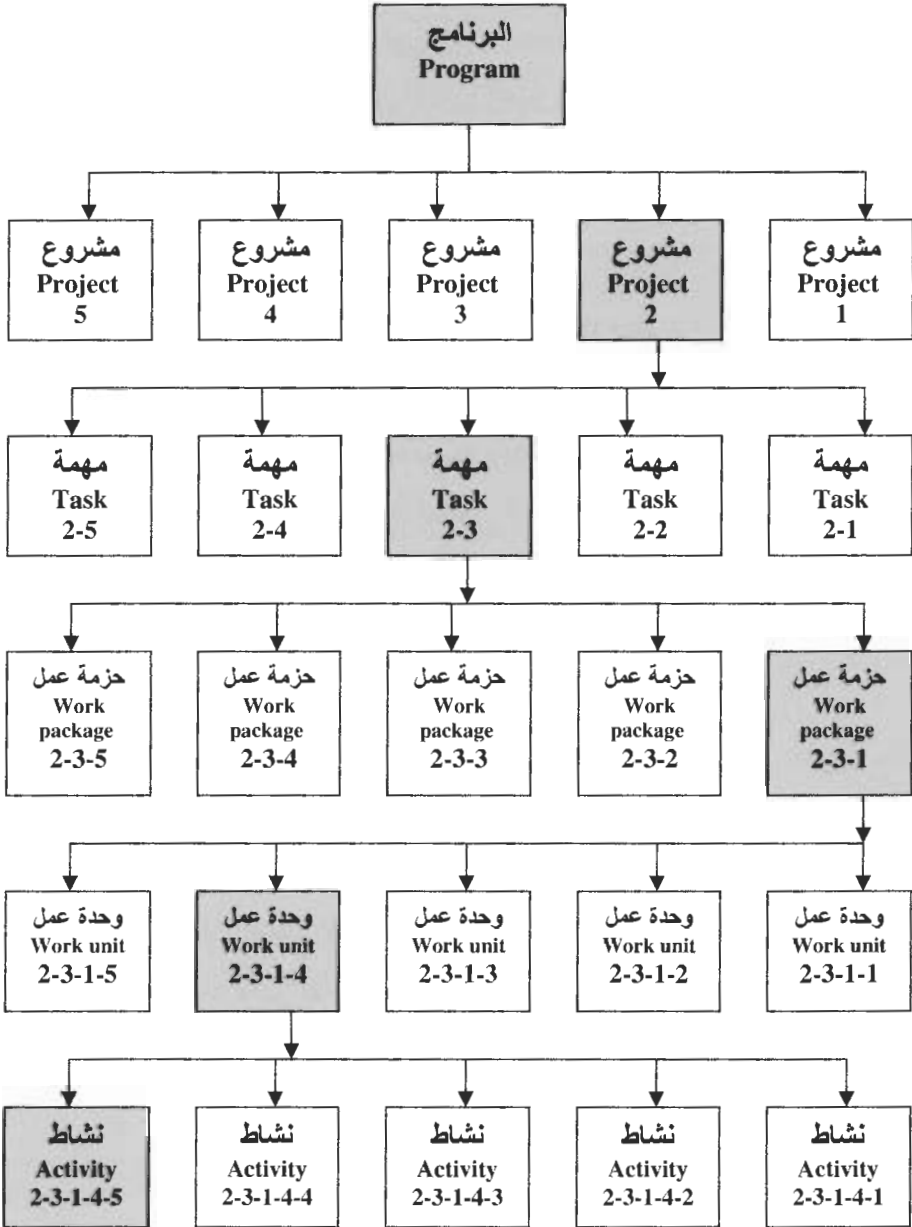 البرنامج
Program
مشروع
Project
1
مشروع
Project
2
مشروع
Project
3
مشروع
Project
4
مشروع
Project
5
مهمة
Task
2-1
مهمة
Task
2-2
مهمة
Task
2-3
مهمة
Task
2-4
مهمة
Task
2-5
حزمة عمل
Work
package
2-3-1
حزمة عمل
Work
package
2-3-2
حزمة عمل
Work
package
2-3-3
حزمة عمل
Work
package
2-3-4
حزمة عمل
Work
package
2-3-5
وحدة عمل
Work unit
2-3-1-1
وحدة عمل
Work unit
2-3-1-2
وحدة عمل
Work unit
2-3-1-3
وحدة عمل
Work unit
2-3-1-4
وحدة عمل
Work unit
2-3-1-5
نشاط
Activity
2-3-1-4-1
نشاط
Activity
2-3-1-4-2
نشاط
Activity
2-3-1-4-3
نشاط
Activity
2-3-1-4-4
نشاط
Activity
2-3-1-4-5